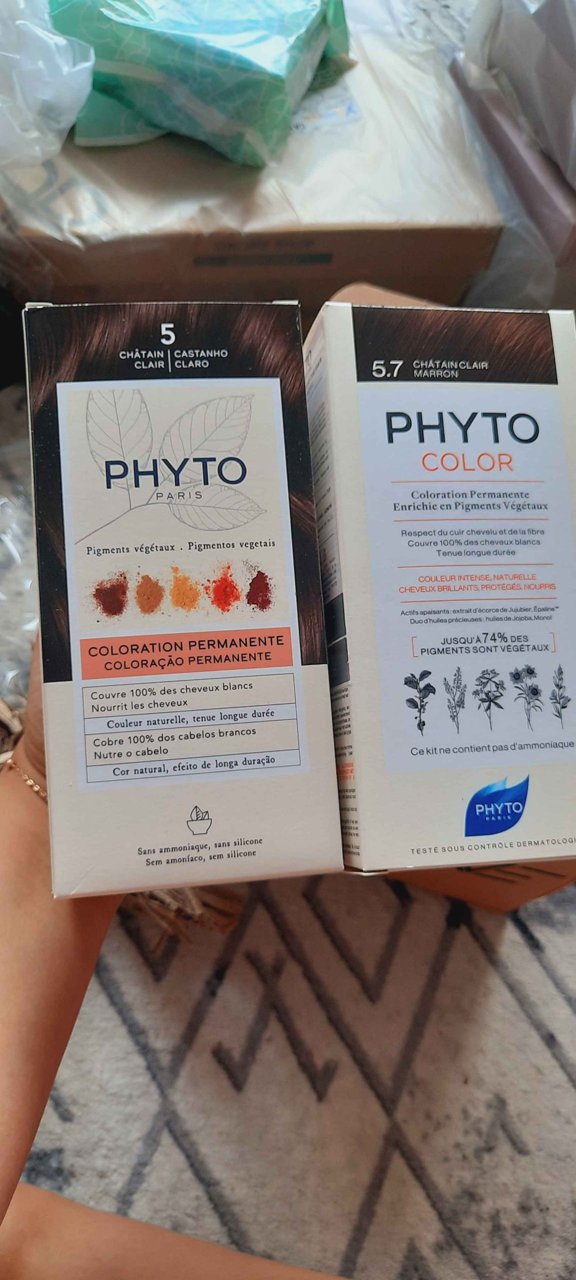 5
CHÂTAIN | CASTANHO
CLAIR | CLARO
PHYTO
PARIS
Pigments végétaux . Pigmentos vegetais
COLORATION PERMANENTE
COLORAÇÃO PERMANENTE
Couvre 100% des cheveux blancs
Nourrit les cheveux
Couleur naturelle, tenue longue durée
Cobre 100% dos cabelos brancos
Nutre o cabelo
Cor natural, efeito de longa duração
Sans ammoniaque, sans silicone
Sem amoníaco, sem silicone
5.7 CHÂTAIN CLAIR
MARRON
PHYTO
COLOR
Coloration Permanente
Enrichie en Pigments Végétaux
Respect du cuir chevelu et de la fibre
Couvre 100% des cheveux blancs
Tenue longue durée
COULEUR INTENSE, NATURELLE
CHEVEUX BRILLANTS, PROTÉGÉS, NOURRIS
Actifs apaisants : extrait d'écorce de Jujubier, Épaline™
Duo d'huiles précieuses : huiles de Jojoba, Monoï
[JUSQU'À 74% DES
PIGMENTS SONT VÉGÉTAUX]
Ce kit ne contient pas d'ammoniaque
PHYTO
PARIS
TESTÉ SOUS CONTRÔLE DERMATOLOG